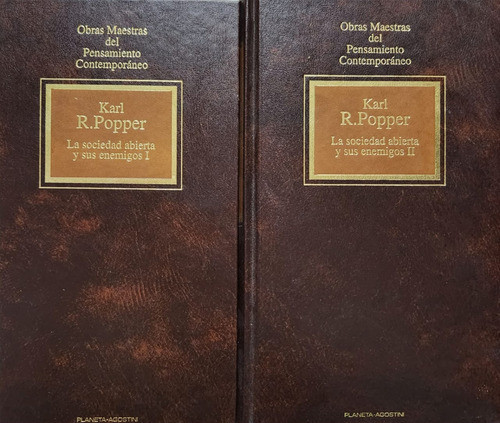 Obras Maestras
del
Pensamiento
Contemporáneo
Karl
R.Popper
La sociedad abierta
y sus enemigos I
PLANETA-AGOSTINI
Obras Maestras
del
Pensamiento
Contemporáneo
Karl
R.Popper
La sociedad abierta
y sus enemigos II
PLANETA-AGOSTINI